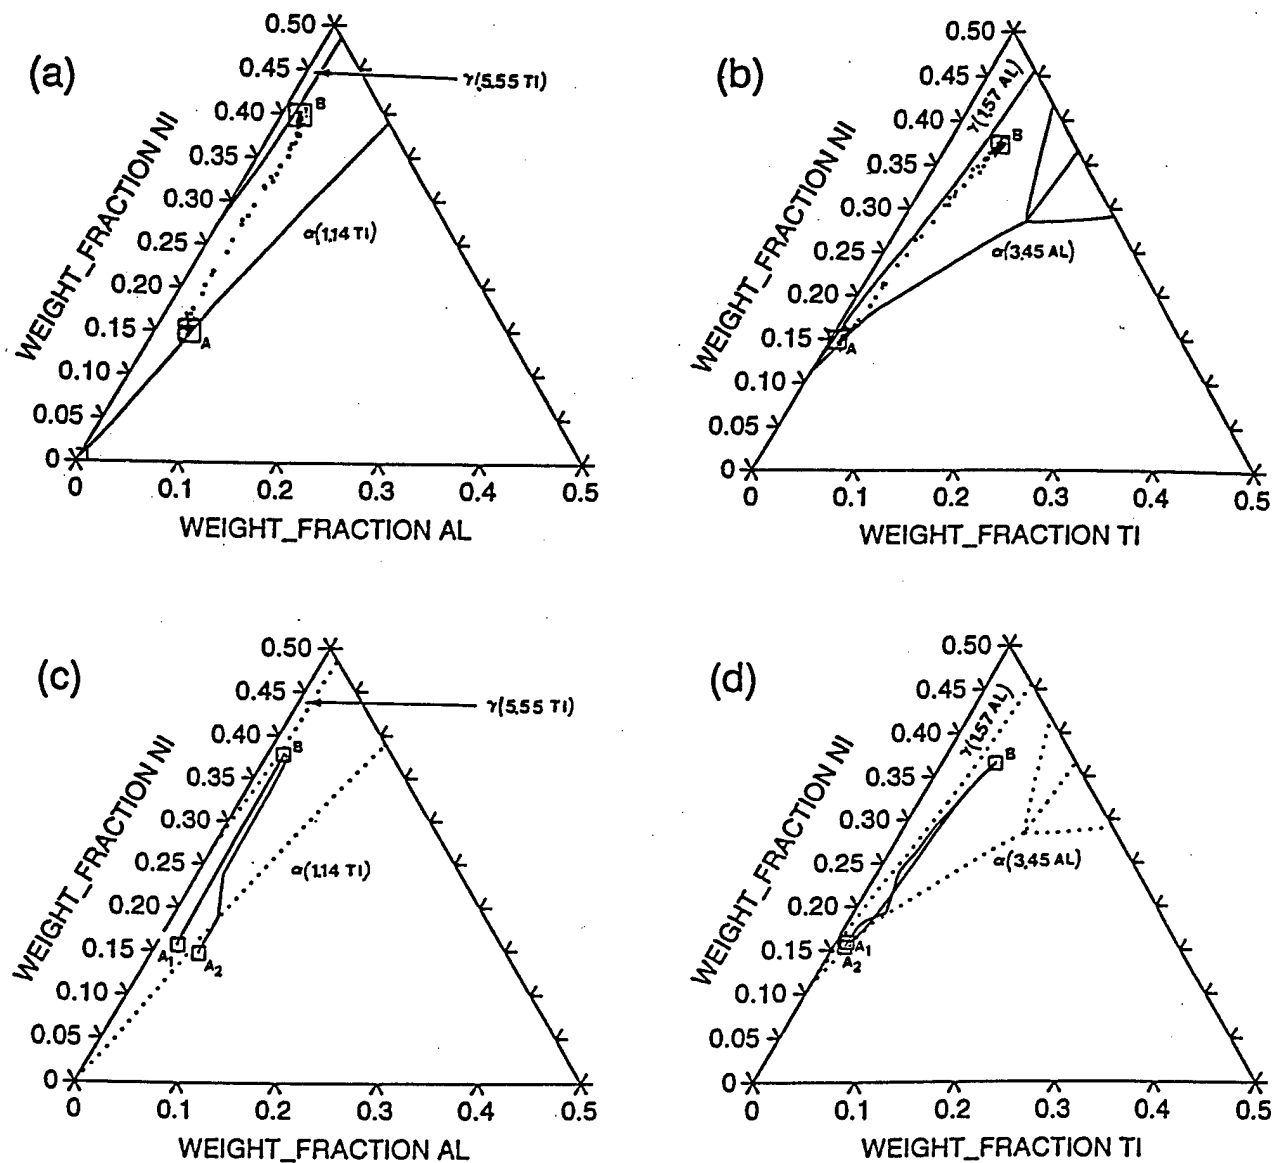 (a)
0.50
0.45
0.40
0.35
0.30
0.25
0.20
0.15
0.10
0.05
0
WEIGHT_FRACTION NI
γ(5.55 TI)
B
α(1.14 TI)
A
0 0.1 0.2 0.3 0.4 0.5
WEIGHT_FRACTION AL
(b)
0.50
0.45
0.40
0.35
0.30
0.25
0.20
0.15
0.10
0.05
0
WEIGHT_FRACTION NI
γ(1.57 AL)
B
α(3.45 AL)
A
0 0.1 0.2 0.3 0.4 0.5
WEIGHT_FRACTION TI
(c)
0.50
0.45
0.40
0.35
0.30
0.25
0.20
0.15
0.10
0.05
0
WEIGHT_FRACTION NI
γ(5.55 TI)
B
α(1.14 TI)
A1
A2
0 0.1 0.2 0.3 0.4 0.5
WEIGHT_FRACTION AL
(d)
0.50
0.45
0.40
0.35
0.30
0.25
0.20
0.15
0.10
0.05
0
WEIGHT_FRACTION NI
γ(1.57 AL)
B
α(3.45 AL)
A1
A2
0 0.1 0.2 0.3 0.4 0.5
WEIGHT_FRACTION TI